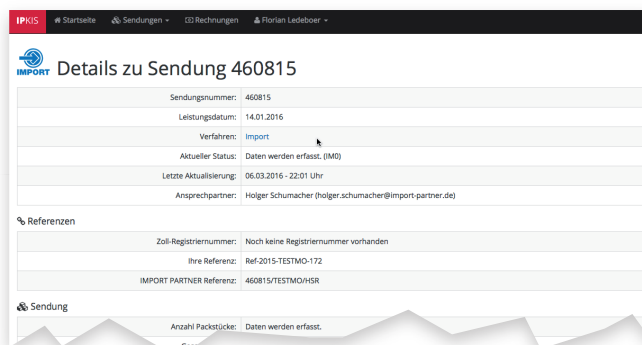 IPKIS Startseite Sendungen Rechnungen Florian Ledeboer
IMPORT Details zu Sendung 460815
Sendungsnummer: 460815
Leistungsdatum: 14.01.2016
Verfahren: Import
Aktueller Status: Daten werden erfasst. (IM0)
Letzte Aktualisierung: 06.03.2016 - 22:01 Uhr
Ansprechpartner: Holger Schumacher (holger.schumacher@import-partner.de)
Referenzen
Zoll-Registriernummer: Noch keine Registriernummer vorhanden
Ihre Referenz: Ref-2015-TESTMO-172
IMPORT PARTNER Referenz: 460815/TESTMO/HSR
Sendung
Anzahl Packstücke: Daten werden erfasst.